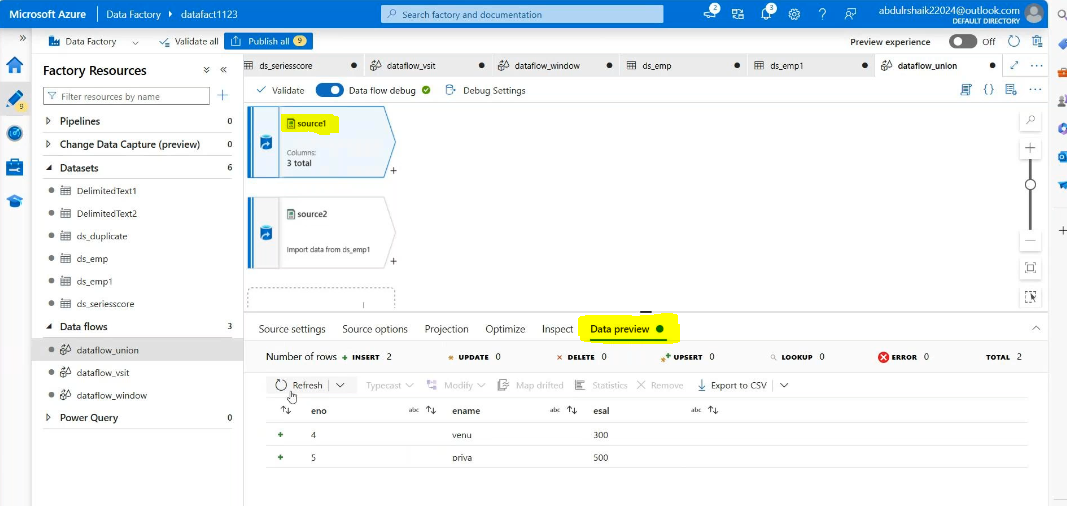 Microsoft Azure Data Factory datafact1123 Search factory and documentation 2 3 abdulrshaik22024@outlook.com
DEFAULT DIRECTORY
Data Factory Validate all Publish all 9 Preview experience Off
Factory Resources
ds_seriesscore dataflow_vsit dataflow_window ds_emp ds_emp1 dataflow_union
Validate Data flow debug Debug Settings
Filter resources by name
9
Pipelines 0
Change Data Capture (preview) 0
Datasets 6
DelimitedText1
DelimitedText2
ds_duplicate
ds_emp
ds_emp1
ds_seriesscore
Data flows 3
dataflow_union
dataflow_vsit
dataflow_window
Power Query 0
source1
Columns:
3 total
source2
Import data from ds_emp1
Source settings Source options Projection Optimize Inspect Data preview
Number of rows INSERT 2 UPDATE 0 DELETE 0 UPSERT 0 LOOKUP 0 ERROR 0 TOTAL 2
Refresh Typecast Modify Map drifted Statistics Remove Export to CSV
eno abc ename abc esal abc
4 venu 300
5 priya 500